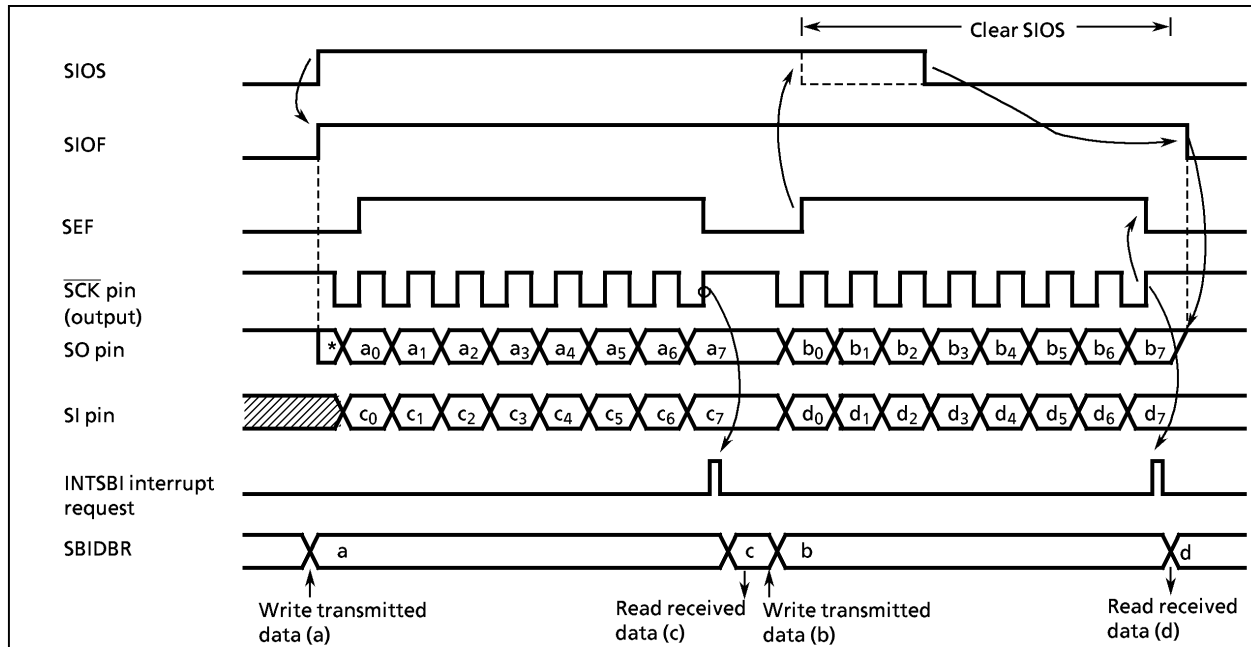 Clear SIOS
SIOS
SIOF
SEF
SCK pin
(output)
SO pin
* a0 a1 a2 a3 a4 a5 a6 a7 b0 b1 b2 b3 b4 b5 b6 b7
SI pin
c0 c1 c2 c3 c4 c5 c6 c7 d0 d1 d2 d3 d4 d5 d6 d7
INTSBI interrupt
request
SBIDBR
a c b d
Write transmitted
data (a)
Read received
data (c)
Write transmitted
data (b)
Read received
data (d)